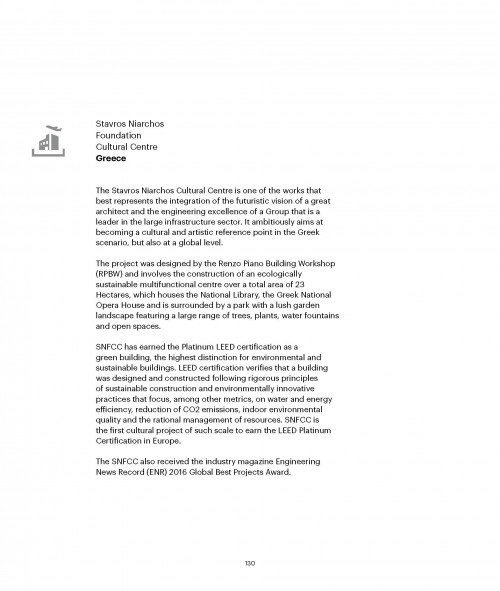 Stavros Niarchos
Foundation
Cultural Centre
Greece
The Stavros Niarchos Cultural Centre is one of the works that
best represents the integration of the futuristic vision of a great
architect and the engineering excellence of a Group that is a
leader in the large infrastructure sector. It ambitiously aims at
becoming a cultural and artistic reference point in the Greek
scenario, but also at a global level.
The project was designed by the Renzo Piano Building Workshop
(RPBW) and involves the construction of an ecologically
sustainable multifunctional centre over a total area of 23
Hectares, which houses the National Library, the Greek National
Opera House and is surrounded by a park with a lush garden
landscape featuring a large range of trees, plants, water fountains
and open spaces.
SNFCC has earned the Platinum LEED certification as a
green building, the highest distinction for environmental and
sustainable buildings. LEED certification verifies that a building
was designed and constructed following rigorous principles
of sustainable construction and environmentally innovative
practices that focus, among other metrics, on water and energy
efficiency, reduction of CO2 emissions, indoor environmental
quality and the rational management of resources. SNFCC is
the first cultural project of such scale to earn the LEED Platinum
Certification in Europe.
The SNFCC also received the industry magazine Engineering
News Record (ENR) 2016 Global Best Projects Award.
130